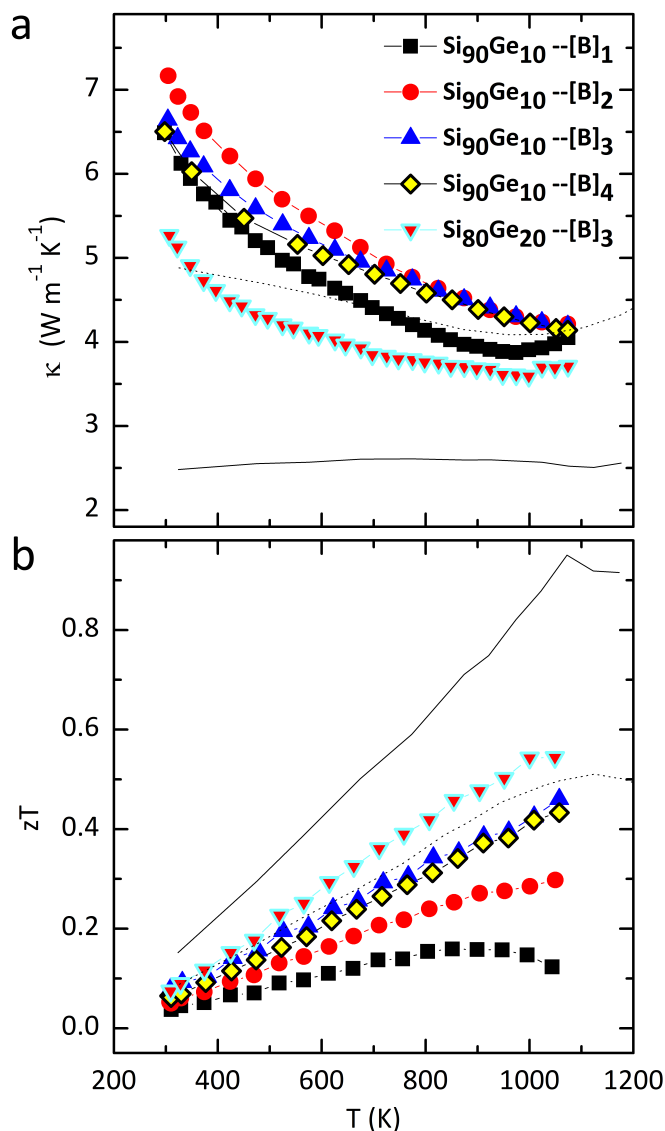 a
Si90Ge10 --[B]1
Si90Ge10 --[B]2
Si90Ge10 --[B]3
Si90Ge10 --[B]4
Si80Ge20 --[B]3
7
6
5
4
3
2
κ (W m-1 K-1)
b
0.8
0.6
0.4
0.2
0.0
zT
200 400 600 800 1000 1200
T (K)